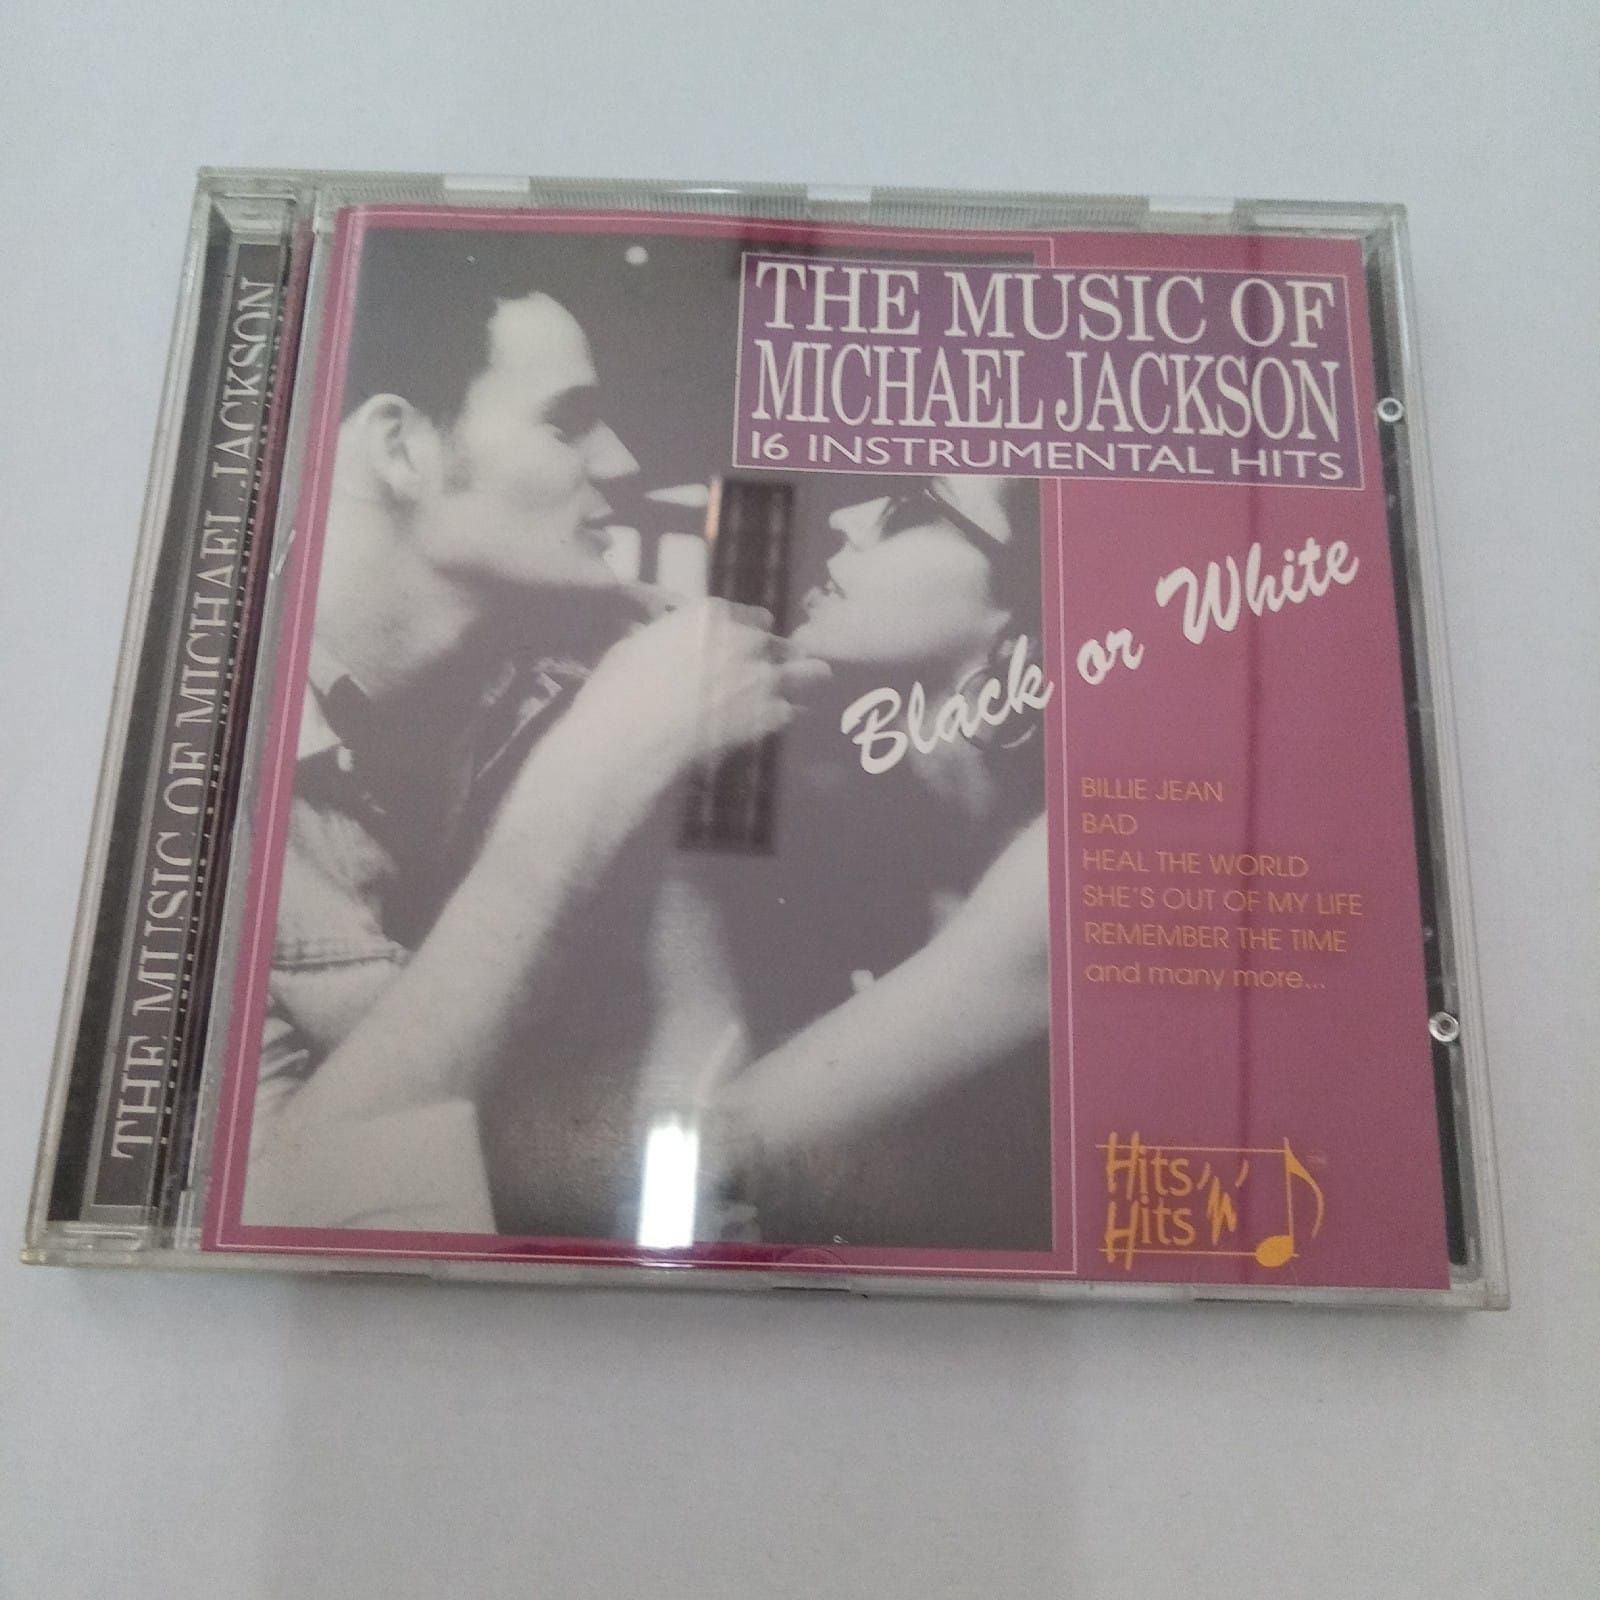 THE MUSIC OF MICHAEL JACKSON
THE MUSIC OF
MICHAEL JACKSON
16 INSTRUMENTAL HITS
Black or White
BILLIE JEAN
BAD
HEAL THE WORLD
SHE'S OUT OF MY LIFE
REMEMBER THE TIME
and many more...
Hits 'n'
Hits